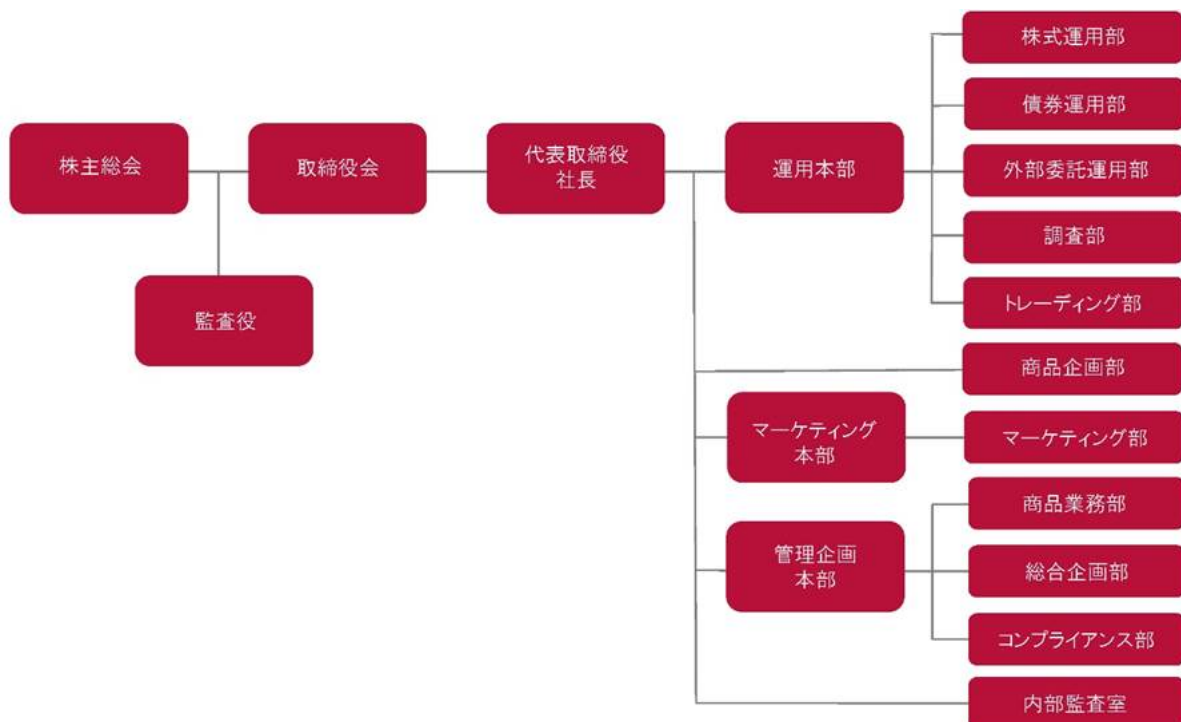 株式運用部
債券運用部
株主総会
取締役会
代表取締役
社長
運用本部
外部委託運用部
調査部
監査役
トレーディング部
商品企画部
マーケティング
本部
マーケティング部
商品業務部
管理企画
本部
総合企画部
コンプライアンス部
内部監査室